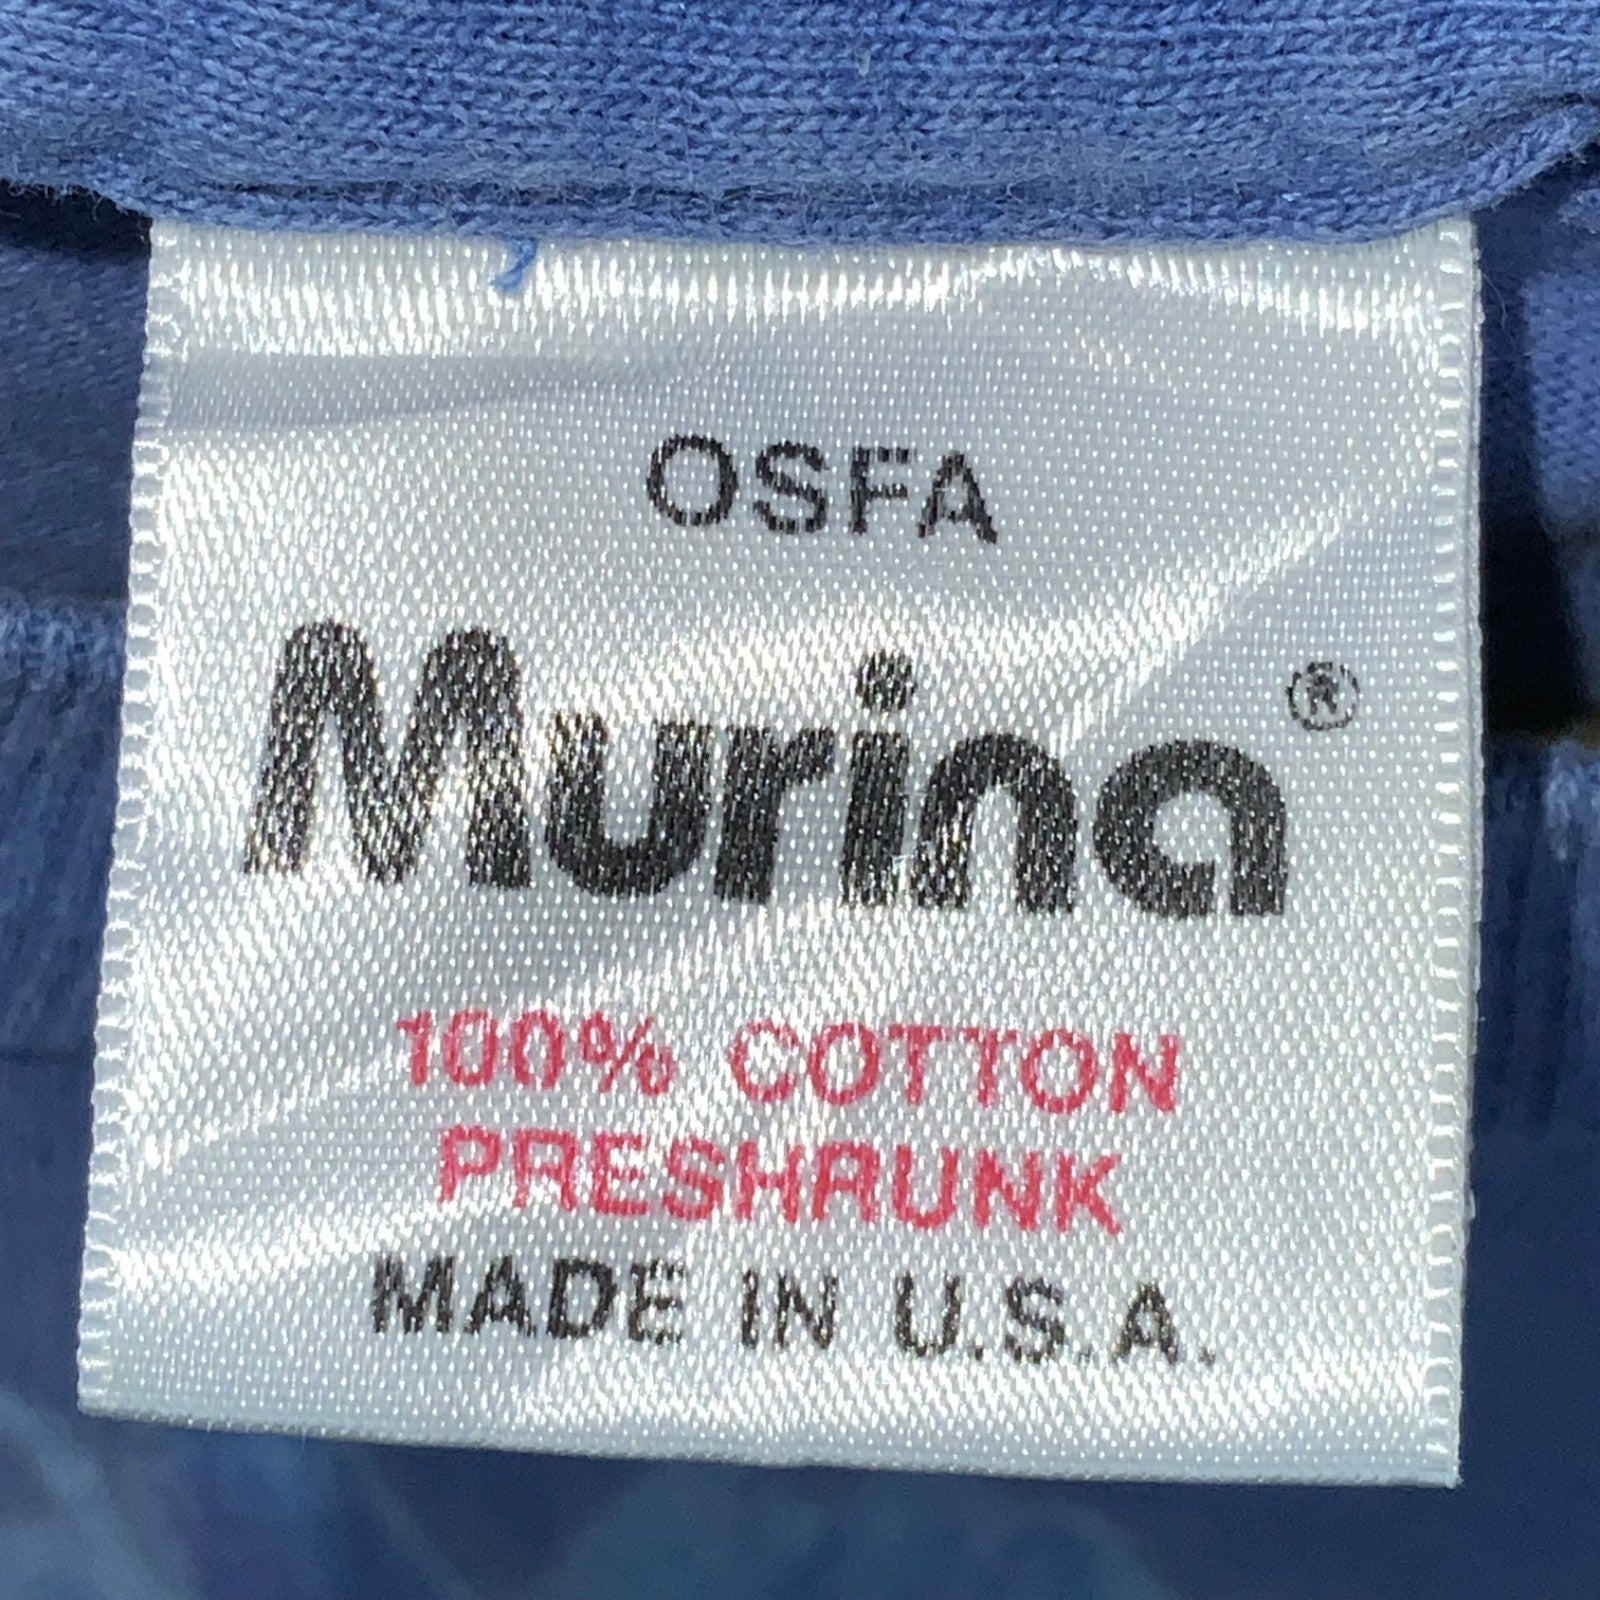 OSFA
Murina®
100% COTTON
PRESHRUNK
MADE IN U.S.A.